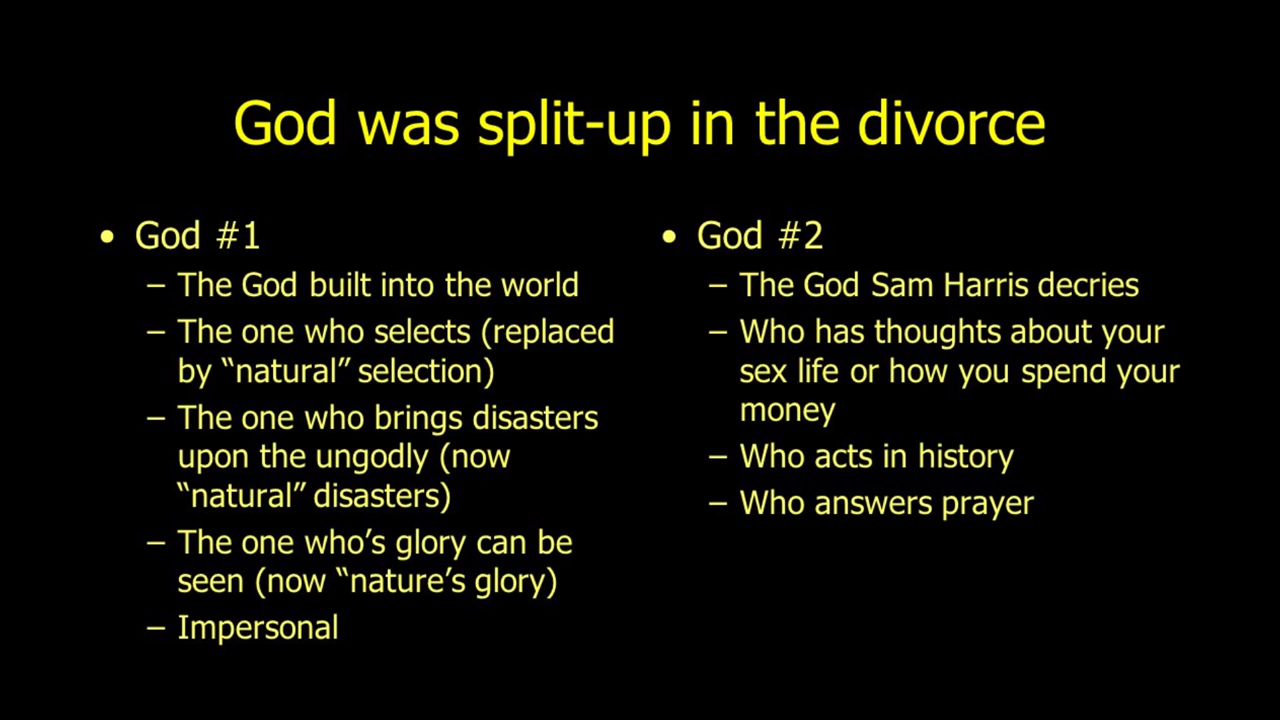 God was split-up in the divorce
• God #1
– The God built into the world
– The one who selects (replaced
by “natural” selection)
– The one who brings disasters
upon the ungodly (now
“natural” disasters)
– The one who’s glory can be
seen (now “nature’s glory)
– Impersonal
• God #2
– The God Sam Harris decries
– Who has thoughts about your
sex life or how you spend your
money
– Who acts in history
– Who answers prayer